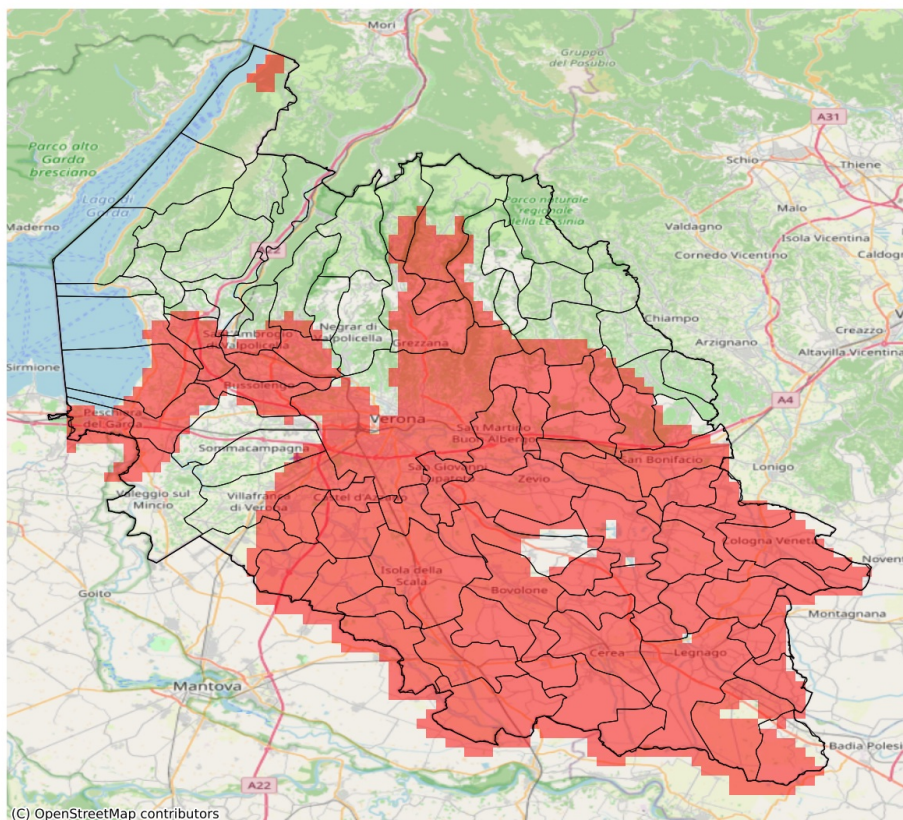 Mori
Gruppo
del Pasubio
A31
Parco alto
Garda
bresciano
Schio
Thiene
Lago di
Garda
Parco naturale
regionale
della Lessinia
Malo
Maderno
Valdagno
Isola Vicentina
Cornedo Vicentino
Caldogn
A22
Chiampo
Negrar di
Valpolicella
Sant'Ambrogio
di Valpolicella
Creazzo
Grezzana
Arzignano
Altavilla Vicentina
Sirmione
Bussolengo
A4
Peschiera
del Garda
Verona
San Martino
Buon Albergo
Sommacampagna
San Bonifacio
Lonigo
San Giovanni
Lupatoto
Zevio
Valeggio sul
Mincio
Villafranca
di Verona
Castel d'Azzano
Cologna Veneta
Novent
Isola della
Scala
Goito
Bovolone
Montagnana
Cerea
Legnago
Mantova
Badia Polesi
A22
(C) OpenStreetMap contributors